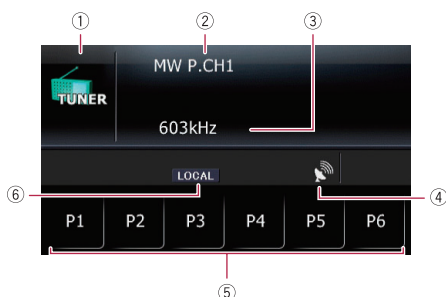 ① ② ③
MW P.CH1
TUNER
603kHz
LOCAL
⑥ ④
P1 P2 P3 P4 P5 P6
⑤